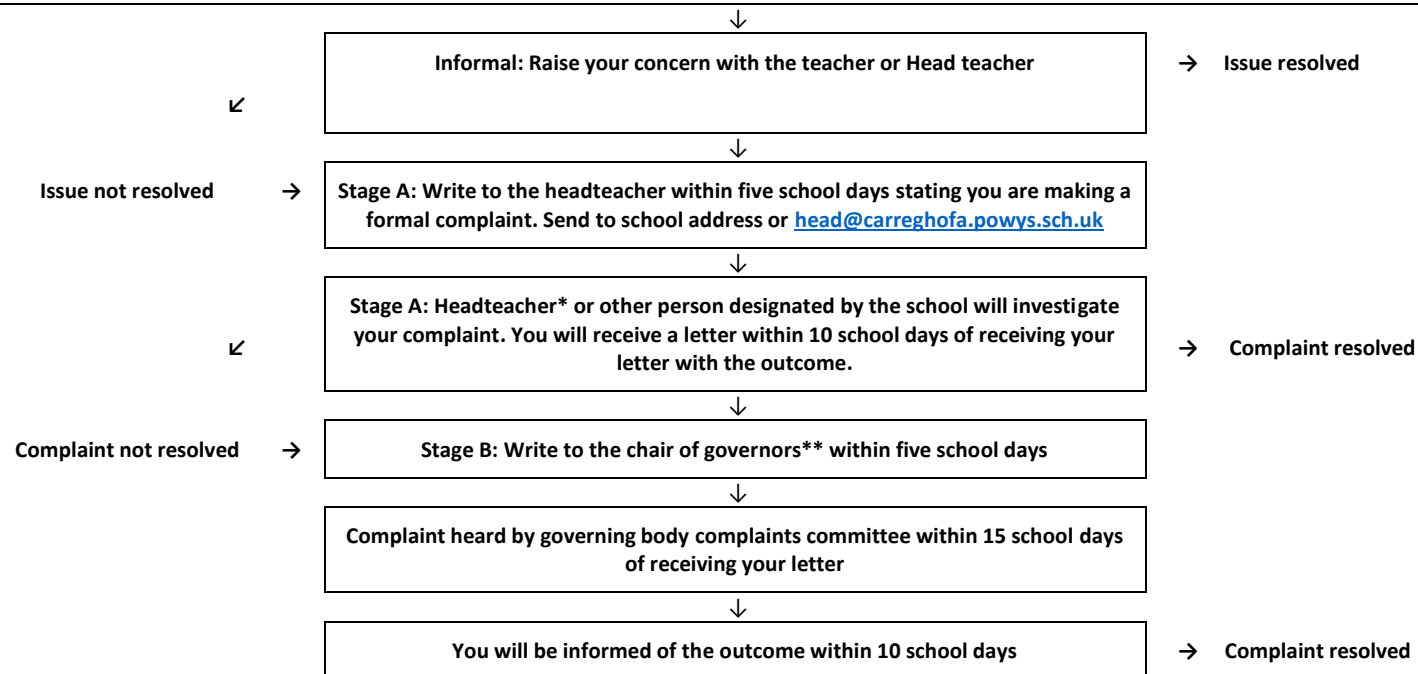 ↓
Informal: Raise your concern with the teacher or Head teacher → Issue resolved
↙
↓
Issue not resolved → Stage A: Write to the headteacher within five school days stating you are making a
formal complaint. Send to school address or head@carreghofa.powys.sch.uk
↓
Stage A: Headteacher* or other person designated by the school will investigate
your complaint. You will receive a letter within 10 school days of receiving your
letter with the outcome.
↙ → Complaint resolved
↓
Complaint not resolved → Stage B: Write to the chair of governors** within five school days
↓
Complaint heard by governing body complaints committee within 15 school days
of receiving your letter
↓
You will be informed of the outcome within 10 school days → Complaint resolved